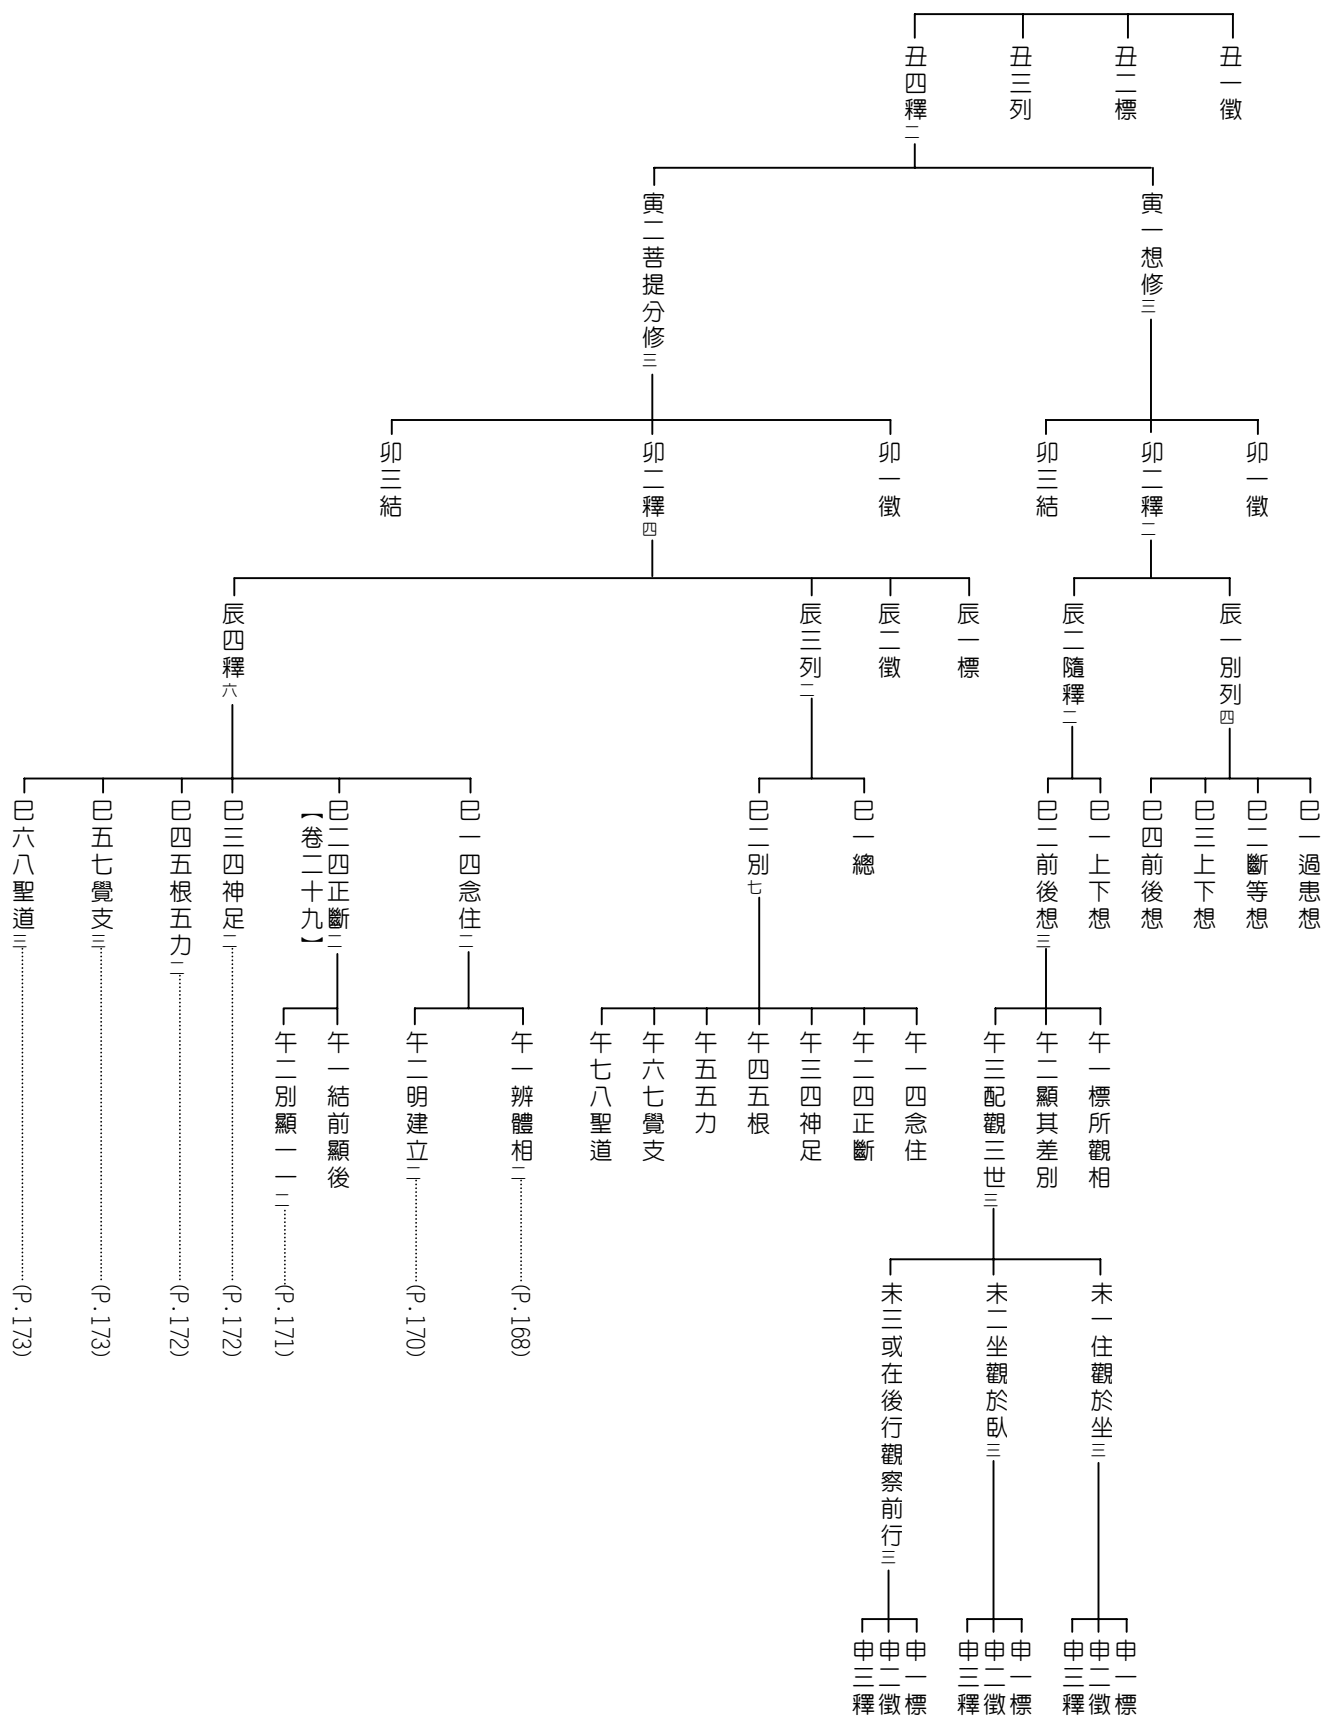 丑一徵
丑二標
丑三列
丑四釋二
寅一想修三
寅二菩提分修三
卯一徵
卯二釋二
卯三結
卯一徵
卯二釋四
卯三結
辰一別列四
辰二隨釋二
辰一標
辰二徵
辰三列二
辰四釋六
巳一過患想
巳二斷等想
巳三上下想
巳四前後想
巳一上下想
巳二前後想三
巳一總
巳二別七
巳一四念住二
巳二四正斷二
【卷二十九】
巳三四神足二
巳四五根五力二
巳五七覺支三
巳六八聖道三
午一標所觀相
午二顯其差別
午三配觀三世三
午一四念住
午二四正斷
午三四神足
午四五根
午五五力
午六七覺支
午七八聖道
午一辨體相二
午二明建立二
午一結前顯後
午二別顯一一二
未一住觀於坐三
未二坐觀於臥三
未三或在後行觀察前行三
(P.168)
(P.170)
(P.171)
(P.172)
(P.172)
(P.173)
(P.173)
申一標
申二徵
申三釋
申一標
申二徵
申三釋
申一標
申二徵
申三釋